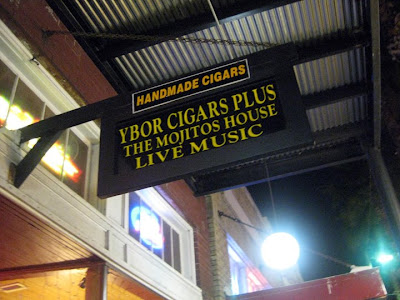 HANDMADE CIGARS
YBOR CIGARS PLUS
THE MOJITOS HOUSE
LIVE MUSIC